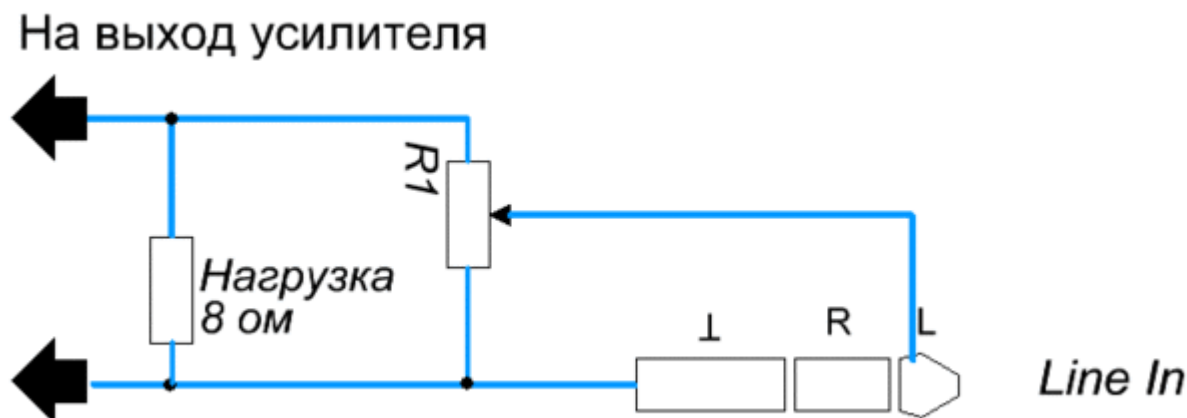 На выход усилителя
R1
Нагрузка
8 ом
⊥
R
L
Line In